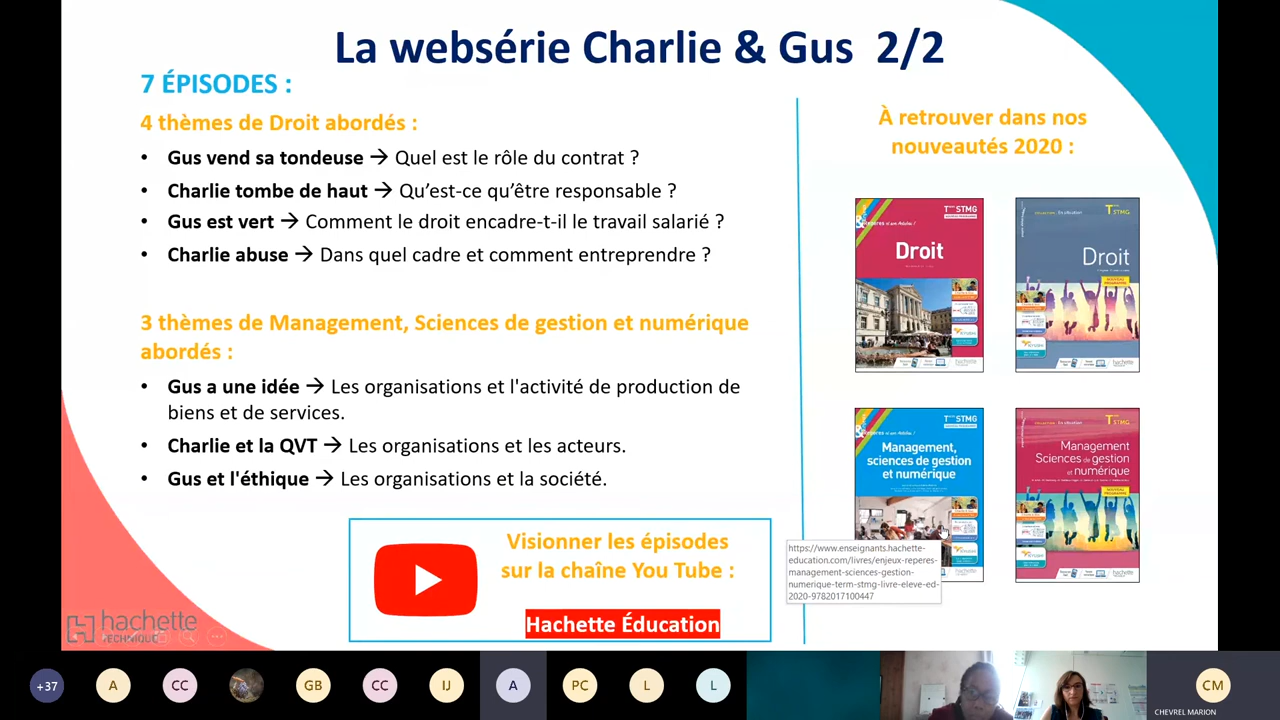 La websérie Charlie & Gus 2/2
7 ÉPISODES :
4 thèmes de Droit abordés :
• Gus vend sa tondeuse → Quel est le rôle du contrat ?
• Charlie tombe de haut → Qu'est-ce qu'être responsable ?
• Gus est vert → Comment le droit encadre-t-il le travail salarié ?
• Charlie abuse → Dans quel cadre et comment entreprendre ?
3 thèmes de Management, Sciences de gestion et numérique
abordés :
• Gus a une idée → Les organisations et l'activité de production de
biens et de services.
• Charlie et la QVT → Les organisations et les acteurs.
• Gus et l'éthique → Les organisations et la société.
Visionner les épisodes
sur la chaîne You Tube :
Hachette Éducation
hachette
TECHNIQUE
À retrouver dans nos
nouveautés 2020 :
STMG
Droit
hachette
STMG
Droit
hachette
STMG
Management,
sciences de gestion
et numérique
STMG
Management
Sciences de gestion
et numérique
hachette
https://www.enseignants.hachette-
education.com/livres/enjeux-reperes-
management-sciences-gestion-
numerique-term-stmg-livre-eleve-ed-
2020-9782017100447
+37
A
CC
GB
CC
IJ
A
PC
L
L
CM
CHEVREL MARION